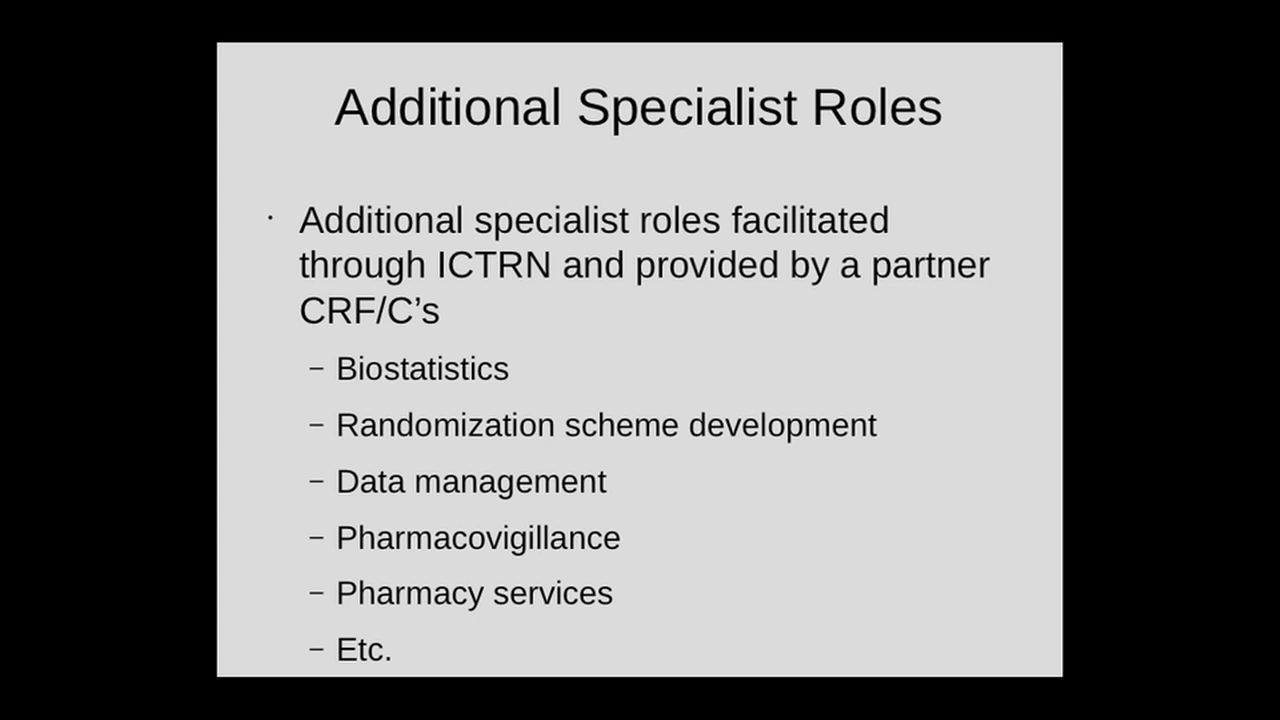 Additional Specialist Roles
· Additional specialist roles facilitated
through ICTRN and provided by a partner
CRF/C’s
– Biostatistics
– Randomization scheme development
– Data management
– Pharmacovigillance
– Pharmacy services
– Etc.